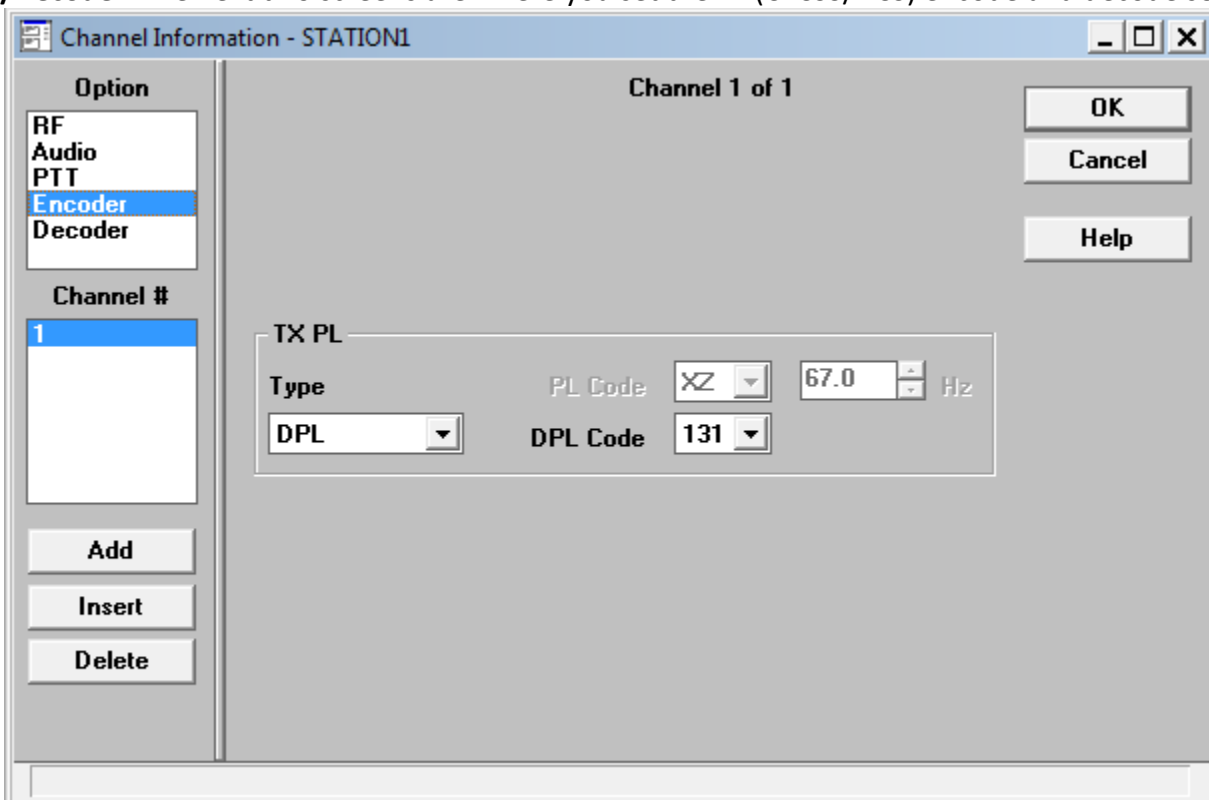 Channel Information - STATION1
Option
RF
Audio
PTT
Encoder
Decoder
Channel #
1
Add
Insert
Delete
Channel 1 of 1
OK
Cancel
Help
TX PL
Type
PL Code XZ 67.0 Hz
DPL
DPL Code 131